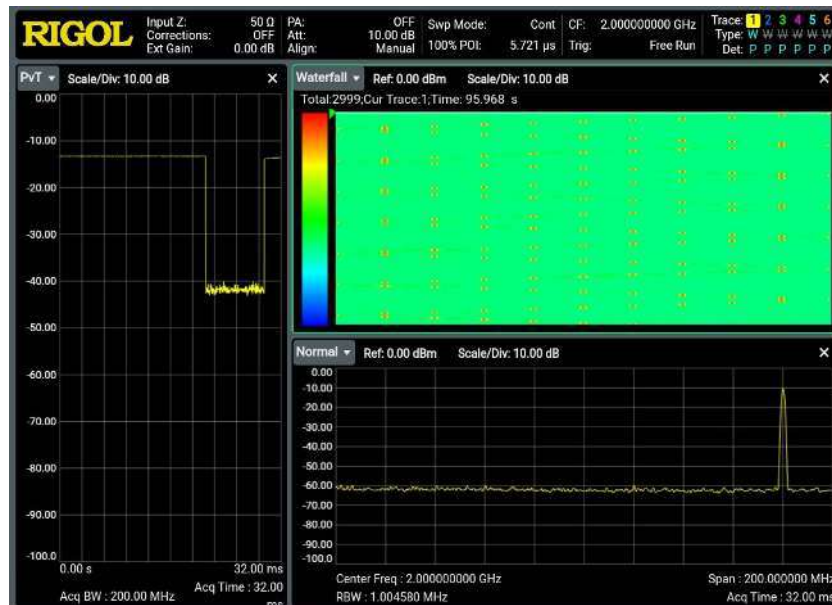 RIGOL
Input Z: 50 Ω
Corrections: OFF
Ext Gain: 0.00 dB
PA: OFF
Att: 10.00 dB
Align: Manual
Swp Mode: Cont
100% POI: 5.721 µs
CF: 2.000000000 GHz
Trig: Free Run
Trace: 1 2 3 4 5 6
Type: W W W W W W
Det: P P P P P P
PvT Scale/Div: 10.00 dB
0.00
-10.00
-20.00
-30.00
-40.00
-50.00
-60.00
-70.00
-80.00
-90.00
-100.0
0.00 s 32.00 ms
Acq BW : 200.00 MHz Acq Time : 32.00
ms
Waterfall Ref: 0.00 dBm Scale/Div: 10.00 dB
Total:2999;Cur Trace:1;Time: 95.968 s
Normal Ref: 0.00 dBm Scale/Div: 10.00 dB
0.00
-10.00
-20.00
-30.00
-40.00
-50.00
-60.00
-70.00
-80.00
-90.00
-100.0
Center Freq : 2.000000000 GHz Span : 200.000000 MHz
RBW : 1.004580 MHz Acq Time : 32.00 ms